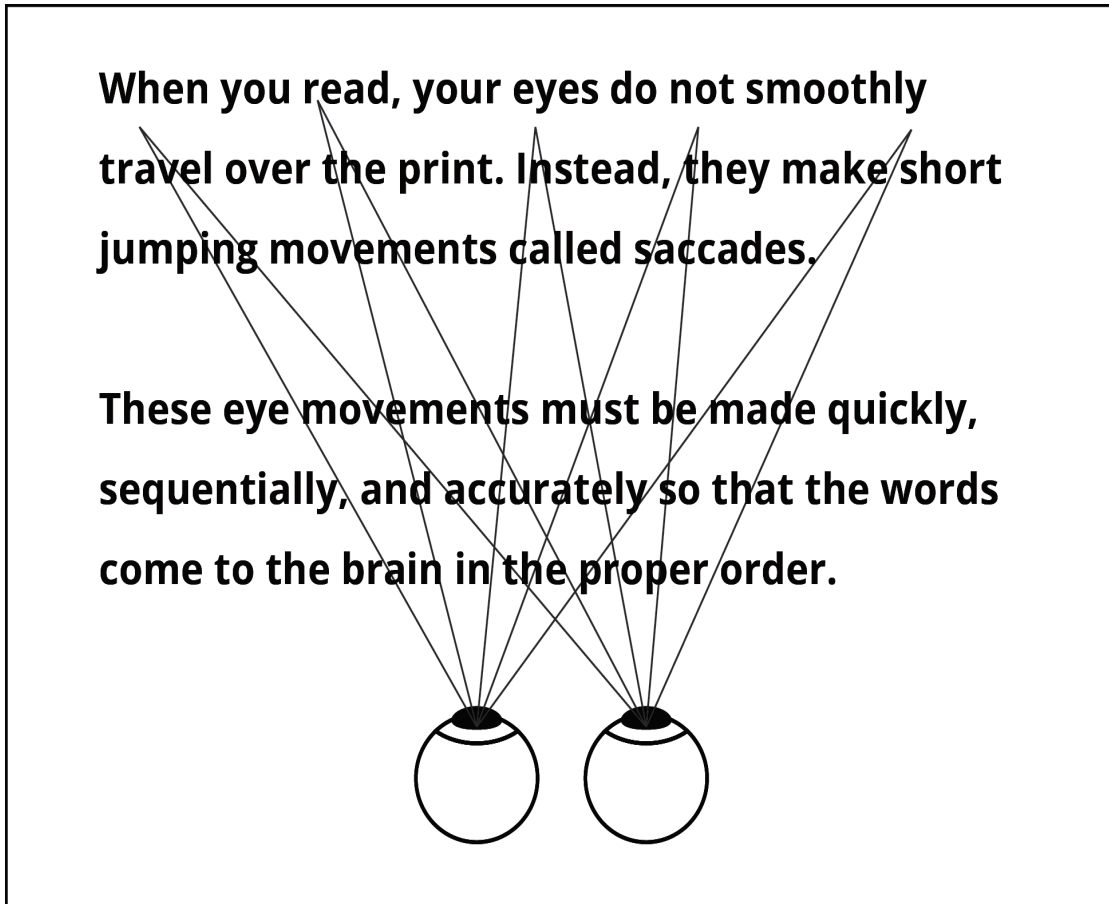 When you read, your eyes do not smoothly
travel over the print. Instead, they make short
jumping movements called saccades.
These eye movements must be made quickly,
sequentially, and accurately so that the words
come to the brain in the proper order.